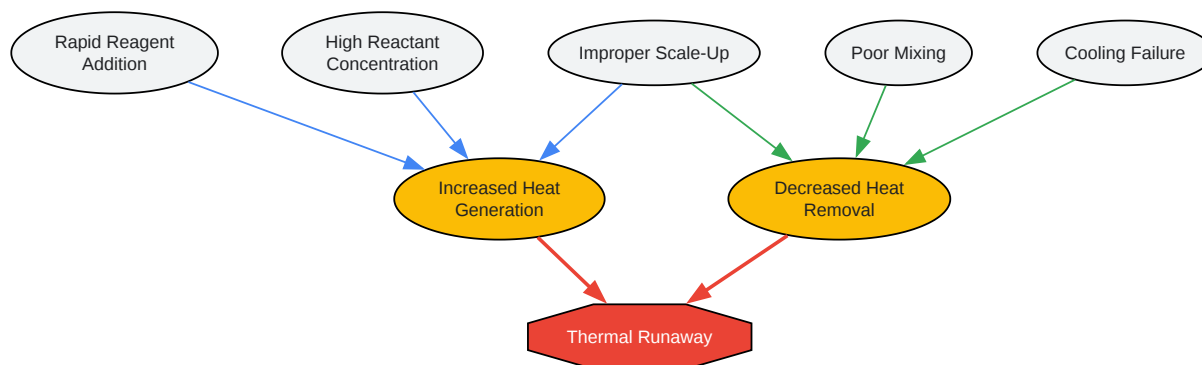 Rapid Reagent
Addition
High Reactant
Concentration
Improper Scale-Up
Poor Mixing
Cooling Failure
Increased Heat
Generation
Decreased Heat
Removal
Thermal Runaway